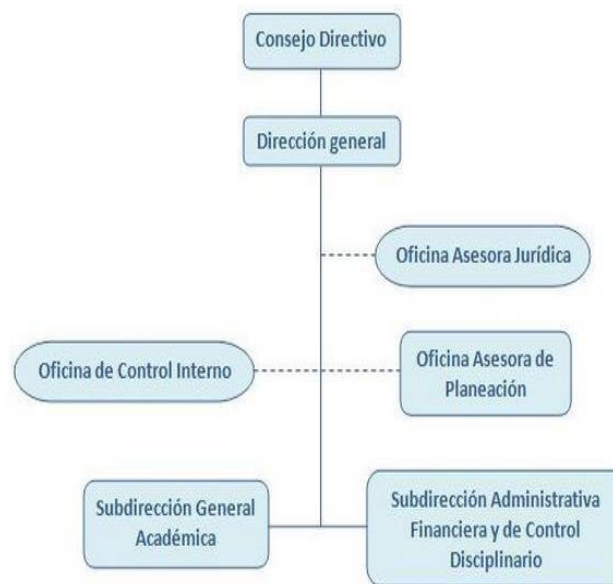 Consejo Directivo
Dirección general
Oficina Asesora Jurídica
Oficina de Control Interno
Oficina Asesora de
Planeación
Subdirección General
Académica
Subdirección Administrativa
Financiera y de Control
Disciplinario